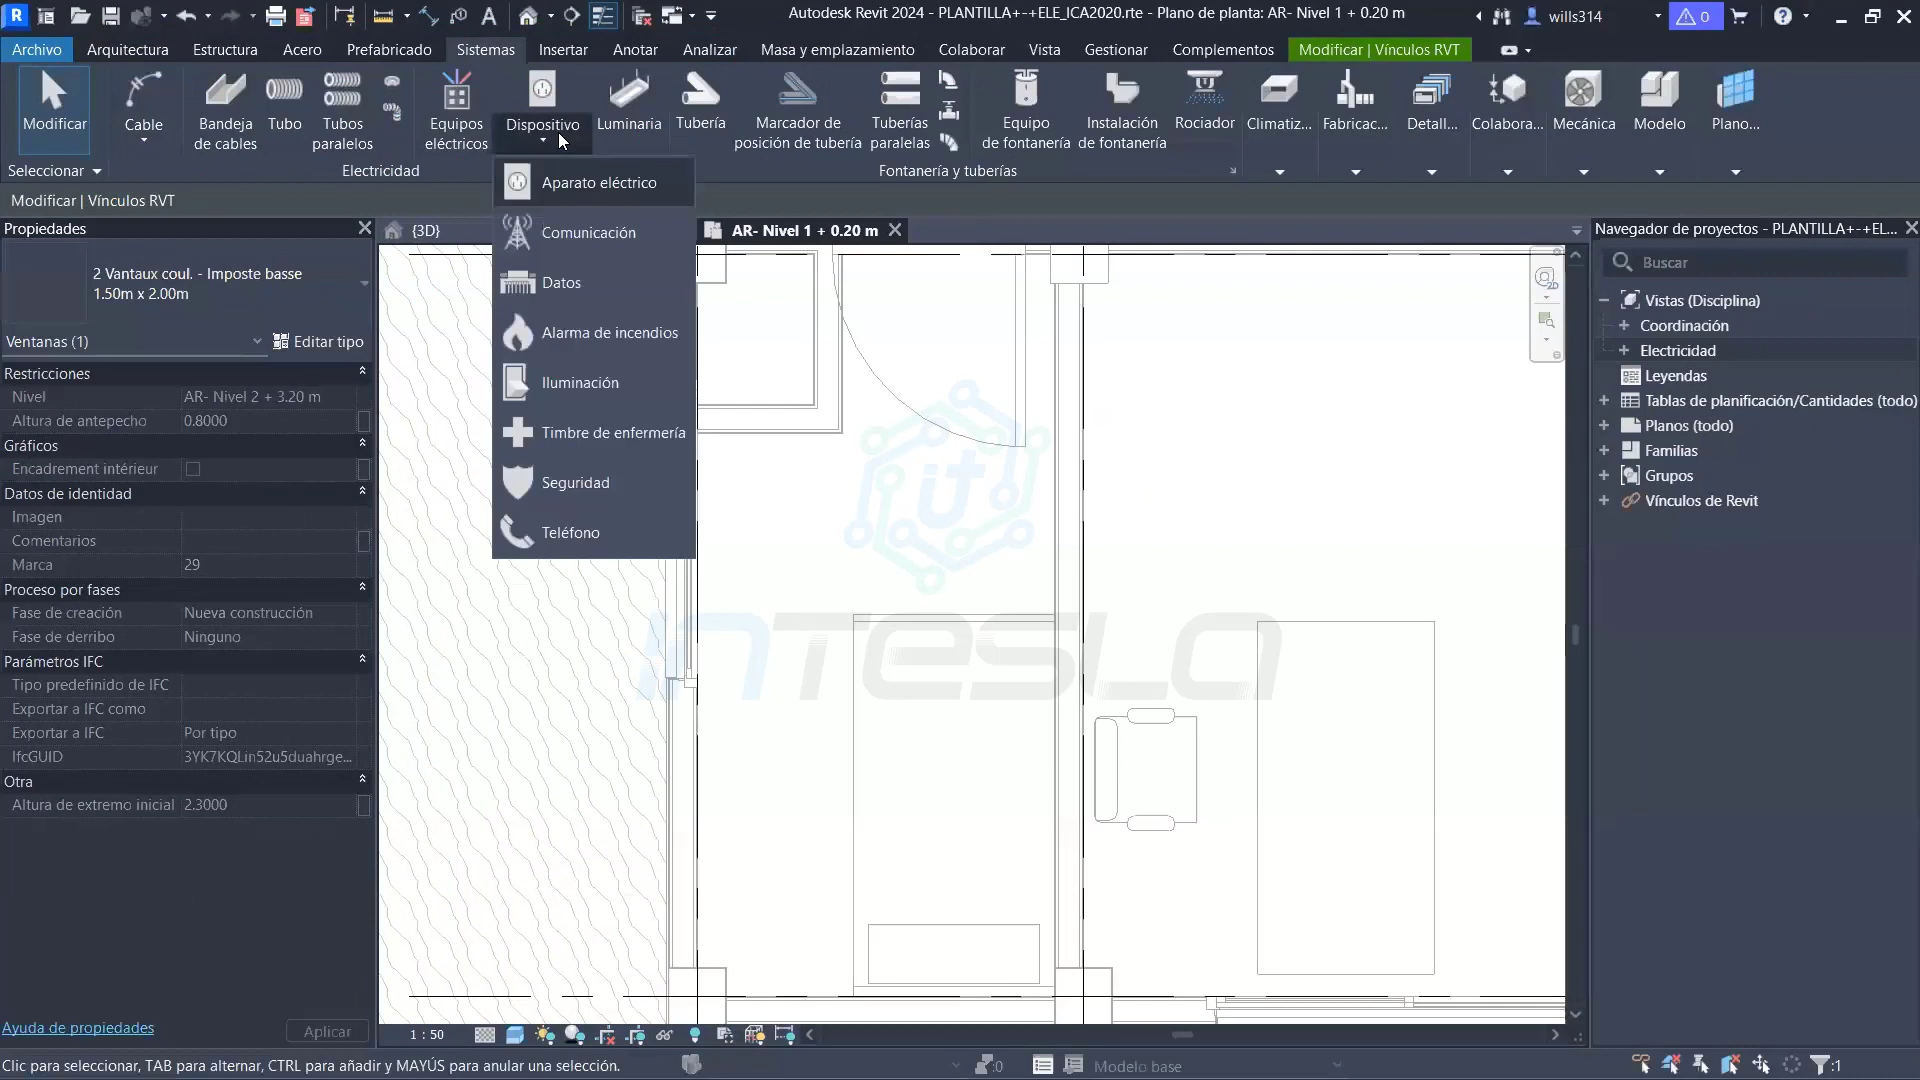 Autodesk Revit 2024 - PLANTILLA+-+ELE_ICA2020.rte - Plano de planta: AR- Nivel 1 + 0.20 m
wills314
0
Archivo Arquitectura Estructura Acero Prefabricado Sistemas Insertar Anotar Analizar Masa y emplazamiento Colaborar Vista Gestionar Complementos Modificar | Vínculos RVT
Modificar
Cable
Bandeja de cables
Tubo
Tubos paralelos
Equipos eléctricos
Dispositivo
Luminaria
Tubería
Marcador de posición de tubería
Tuberías paralelas
Equipo de fontanería
Instalación de fontanería
Rociador
Climatiz...
Fabricac...
Detall...
Colabora...
Mecánica
Modelo
Plano...
Seleccionar
Electricidad
Fontanería y tuberías
Modificar | Vínculos RVT
Aparato eléctrico
Comunicación
Datos
Alarma de incendios
Iluminación
Timbre de enfermería
Seguridad
Teléfono
Propiedades
2 Vantaux coul. - Imposte basse
1.50m x 2.00m
Ventanas (1)
Editar tipo
Restricciones
Nivel AR- Nivel 2 + 3.20 m
Altura de antepecho 0.8000
Gráficos
Encadrement intérieur
Datos de identidad
Imagen
Comentarios
Marca 29
Proceso por fases
Fase de creación Nueva construcción
Fase de derribo Ninguno
Parámetros IFC
Tipo predefinido de IFC
Exportar a IFC como
Exportar a IFC Por tipo
IfcGUID 3YK7KQLin52u5duahrge...
Otra
Altura de extremo inicial 2.3000
Ayuda de propiedades
Aplicar
{3D}
AR- Nivel 1 + 0.20 m
2D
it
inTESLA
1 : 50
Navegador de proyectos - PLANTILLA+-+EL...
Buscar
Vistas (Disciplina)
Coordinación
Electricidad
Leyendas
Tablas de planificación/Cantidades (todo)
Planos (todo)
Familias
Grupos
Vínculos de Revit
Clic para seleccionar, TAB para alternar, CTRL para añadir y MAYÚS para anular una selección.
:0
Modelo base
:1